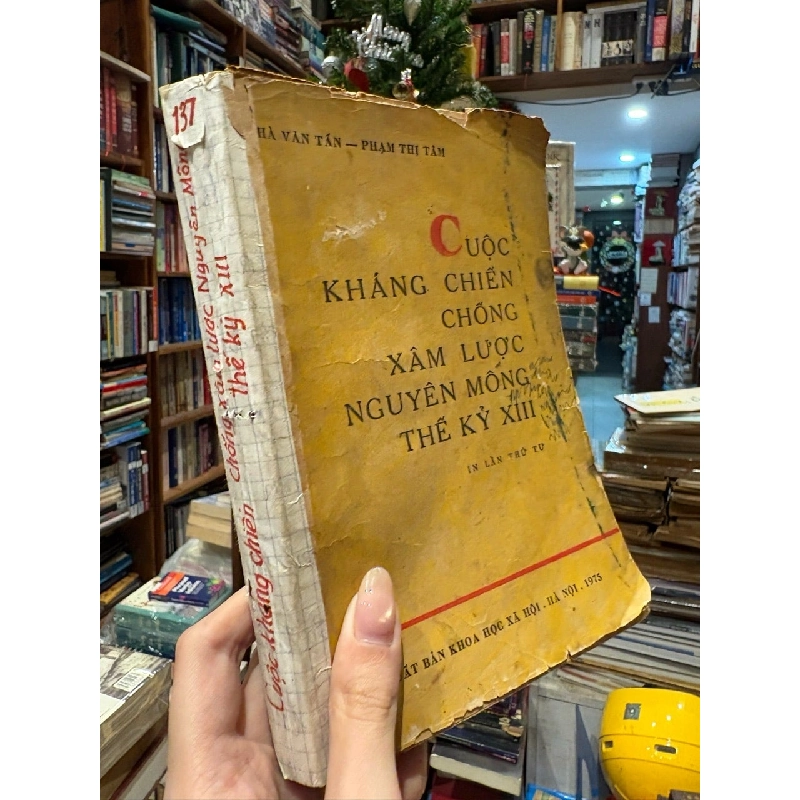 137
Cuộc kháng chiến chống xâm lược Nguyên Mông
thế kỷ XIII
HÀ VĂN TẤN — PHẠM THỊ TÂM
CUỘC
KHÁNG CHIẾN
CHỐNG
XÂM LƯỢC
NGUYÊN MÔNG
THẾ KỶ XIII
IN LẦN THỨ TƯ
ẤT BẢN KHOA HỌC XÃ HỘI . HÀ NỘI . 1975